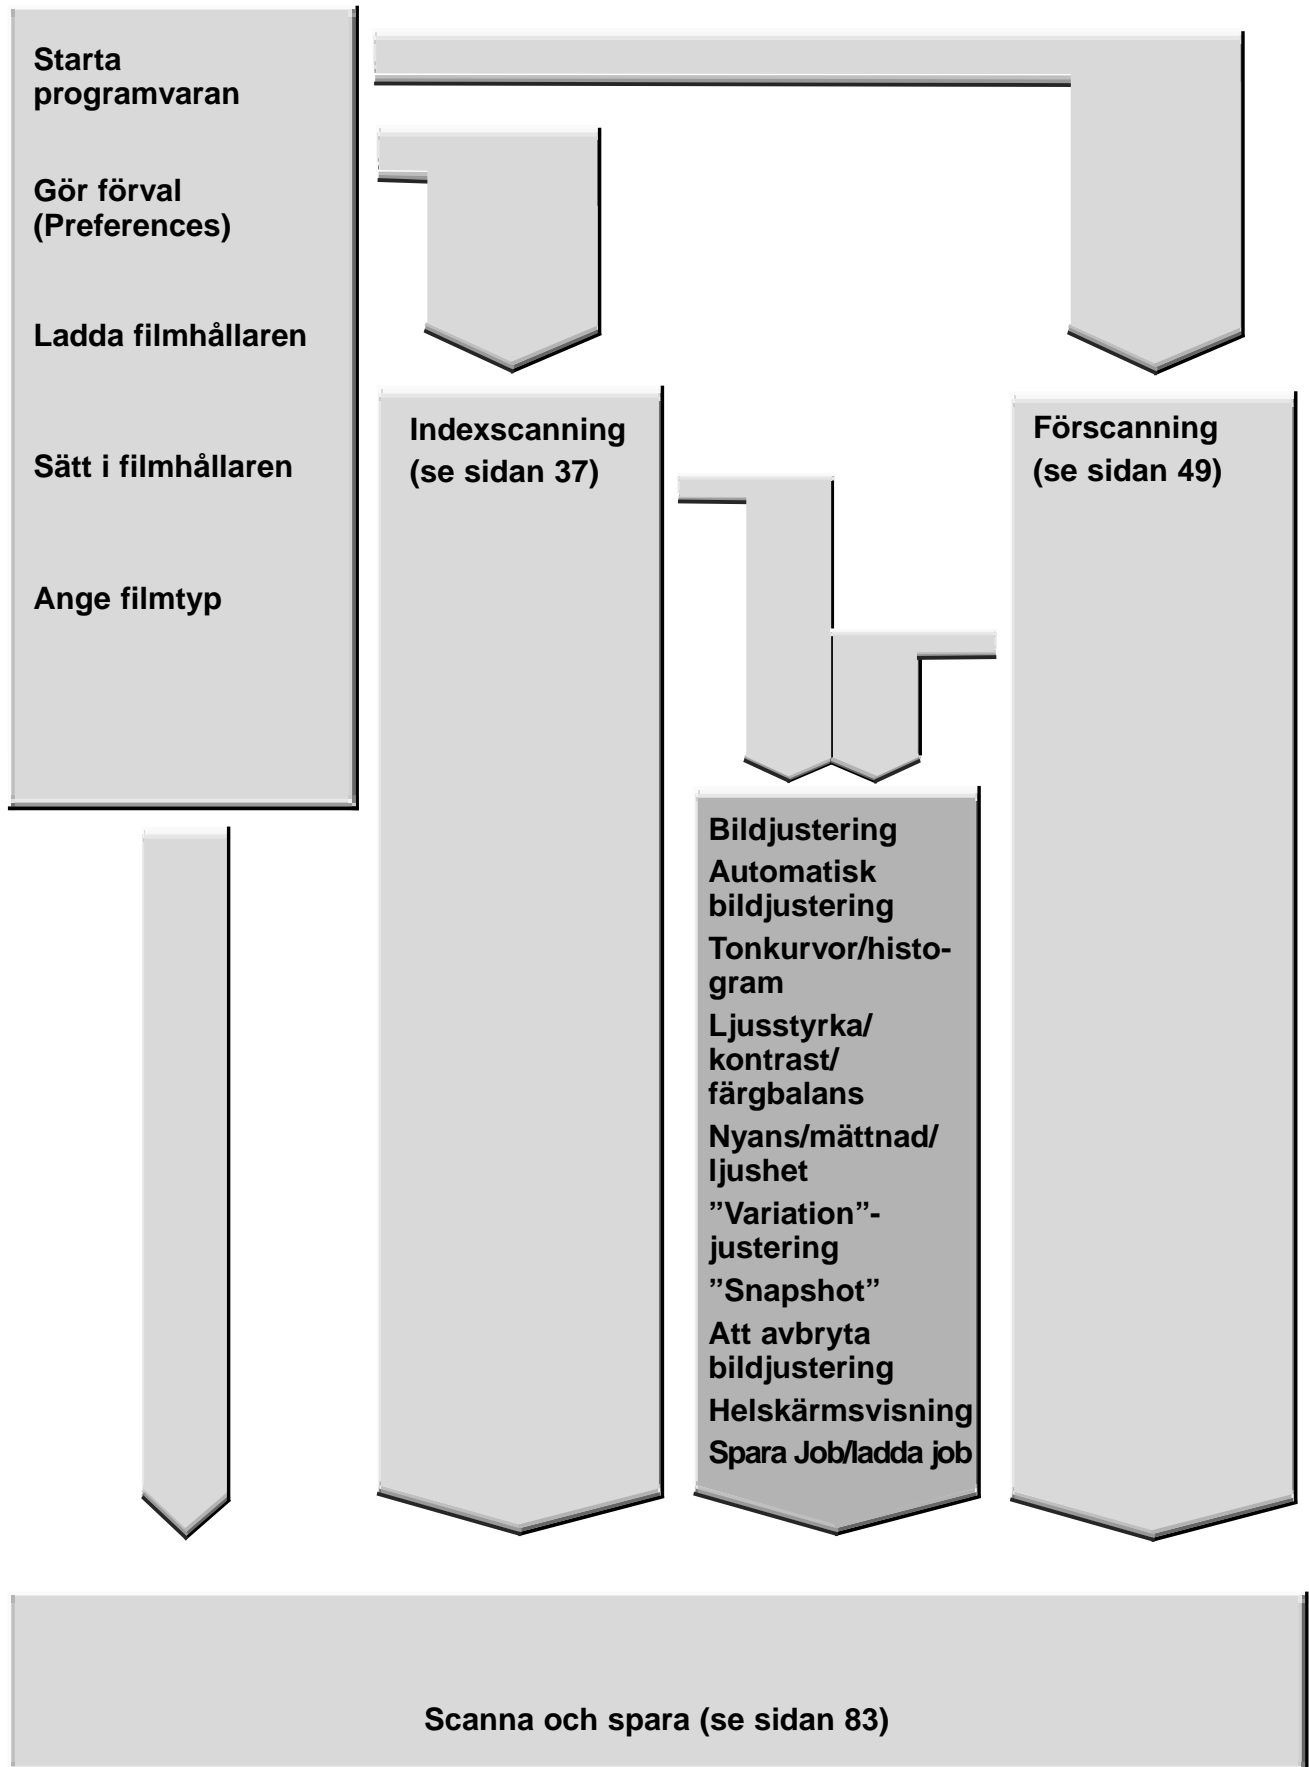 Starta
programvaran
Gör förval
(Preferences)
Ladda filmhållaren
Sätt i filmhållaren
Ange filmtyp
Indexscanning
(se sidan 37)
Förscanning
(se sidan 49)
Bildjustering
Automatisk
bildjustering
Tonkurvor/histo-
gram
Ljusstyrka/
kontrast/
färgbalans
Nyans/mättnad/
ljushet
”Variation”-
justering
”Snapshot”
Att avbryta
bildjustering
Helskärmsvisning
Spara Job/ladda job
Scanna och spara (se sidan 83)